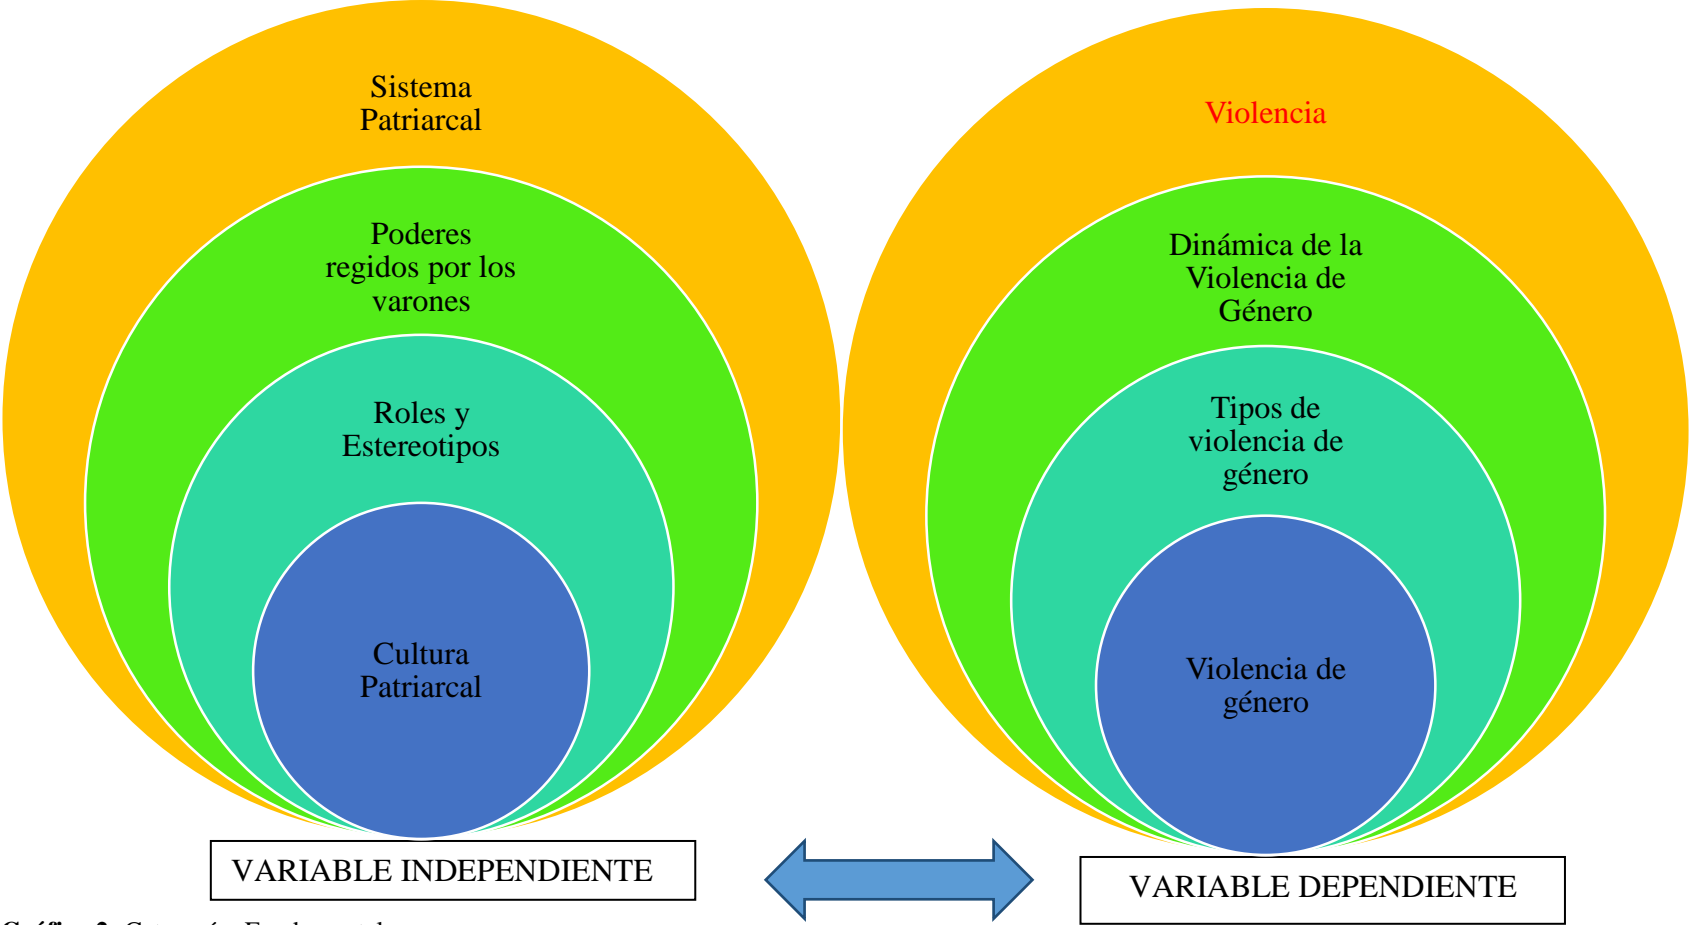 Sistema
Patriarcal
Poderes
regidos por los
varones
Roles y
Estereotipos
Cultura
Patriarcal
VARIABLE INDEPENDIENTE
Violencia
Dinámica de la
Violencia de
Género
Tipos de
violencia de
género
Violencia de
género
VARIABLE DEPENDIENTE